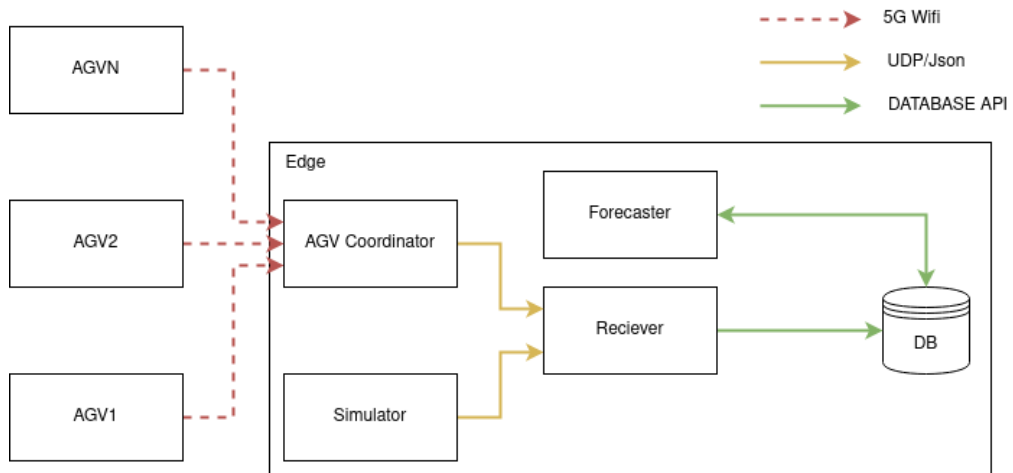 5G Wifi
AGVN
UDP/Json
DATABASE API
Edge
Forecaster
AGV2
AGV Coordinator
Reciever
DB
AGV1
Simulator